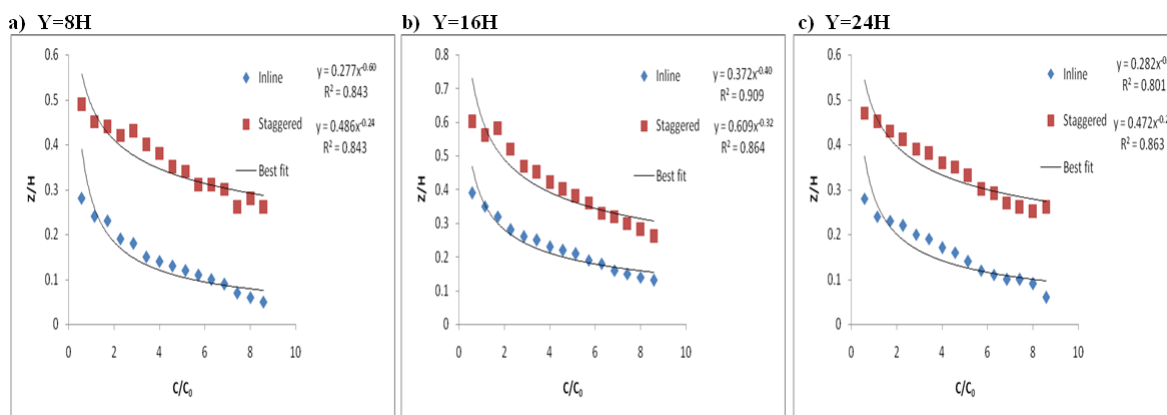 a) Y=8H
0.6
0.5
0.4
0.3
0.2
0.1
0
Z/H
Inline
y = 0.277x^-0.60
R² = 0.843
Staggered
y = 0.486x^-0.24
R² = 0.843
Best fit
0 2 4 6 8 10
C/C₀
b) Y=16H
0.8
0.7
0.6
0.5
0.4
0.3
0.2
0.1
0
Z/H
Inline
y = 0.372x^-0.40
R² = 0.909
Staggered
y = 0.609x^-0.32
R² = 0.864
Best fit
0 2 4 6 8 10
C/C₀
c) Y=24H
0.6
0.5
0.4
0.3
0.2
0.1
0
Z/H
Inline
y = 0.282x^-0.
R² = 0.801
Staggered
y = 0.472x^-0.2
R² = 0.863
Best fit
0 2 4 6 8 10
C/C₀